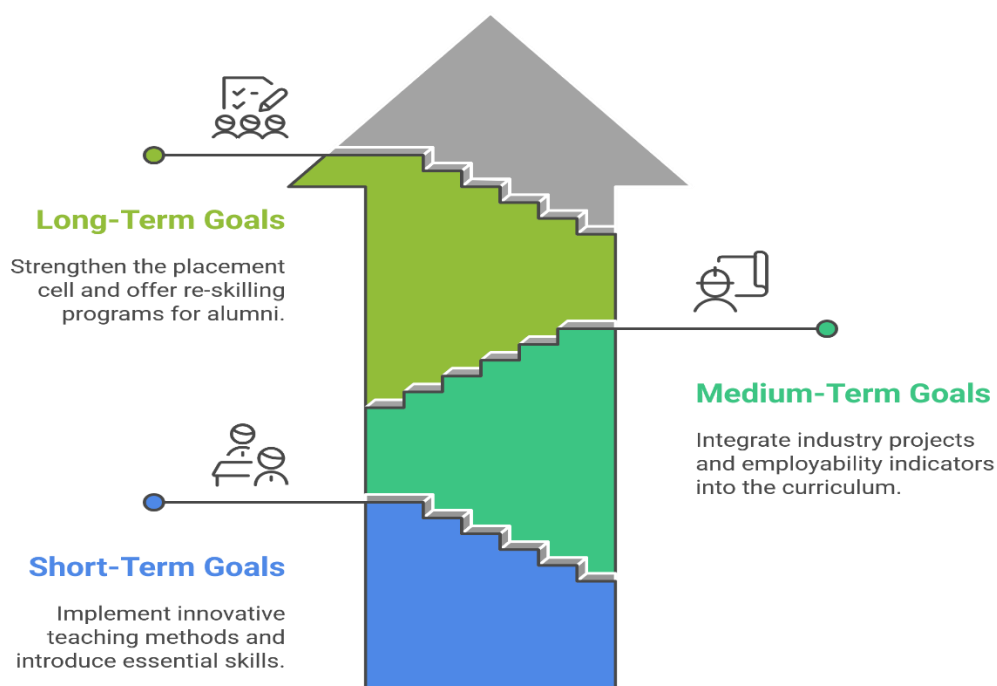 Long-Term Goals
Strengthen the placement
cell and offer re-skilling
programs for alumni.
Medium-Term Goals
Integrate industry projects
and employability indicators
into the curriculum.
Short-Term Goals
Implement innovative
teaching methods and
introduce essential skills.